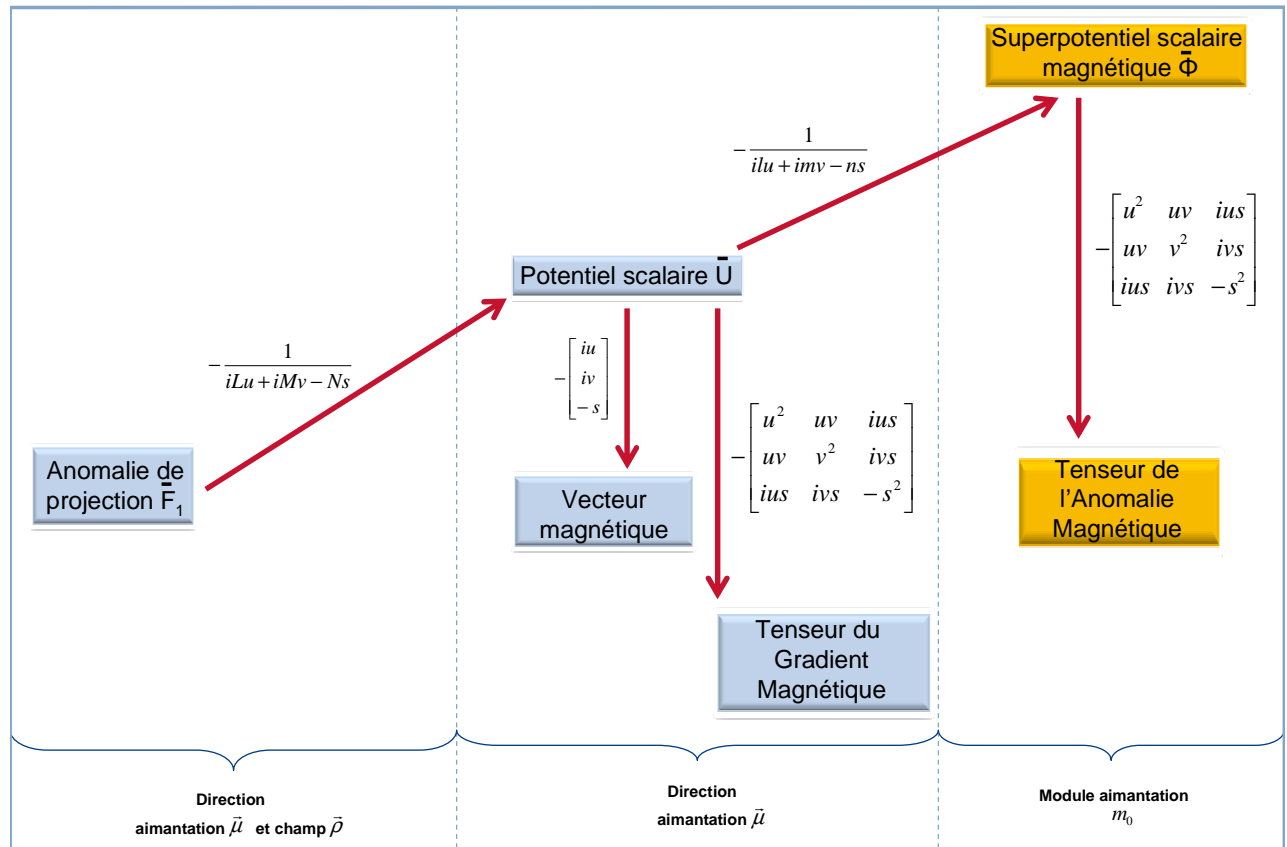 Superpotentiel scalaire
magnétique Φ̄
− 1 / (ilu + imv − ns)
−[u² uv ius
uv v² ivs
ius ivs −s²]
Potentiel scalaire Ū
− 1 / (iLu + iMv − Ns)
−[iu
iv
−s]
−[u² uv ius
uv v² ivs
ius ivs −s²]
Anomalie de
projection F̄₁
Vecteur
magnétique
Tenseur de
l'Anomalie
Magnétique
Tenseur du
Gradient
Magnétique
Direction
aimantation μ⃗ et champ ρ⃗
Direction
aimantation μ⃗
Module aimantation
m₀